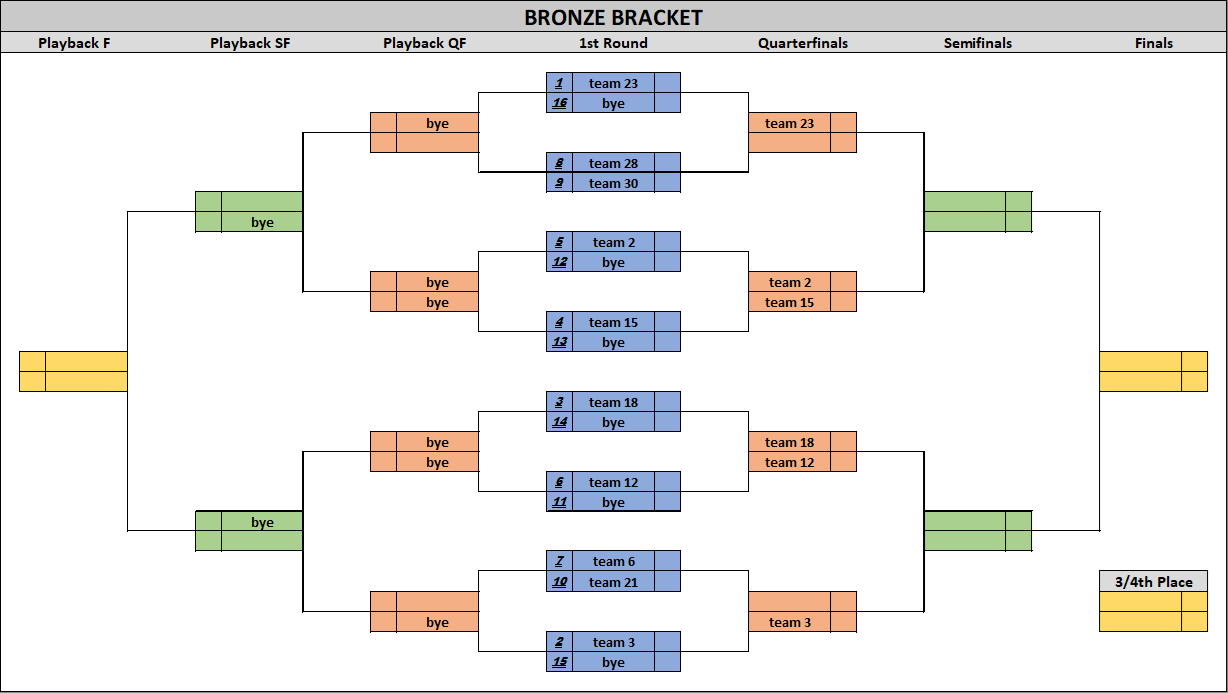 BRONZE BRACKET
Playback F Playback SF Playback QF 1st Round Quarterfinals Semifinals Finals
1 team 23
bye 16 bye team 23
8 team 28
9 team 30
bye
5 team 2
12 bye
bye team 2
bye team 15
4 team 15
13 bye
3 team 18
14 bye
bye team 18
bye team 12
6 team 12
11 bye
bye
7 team 6
10 team 21 3/4th Place
bye team 3
2 team 3
15 bye